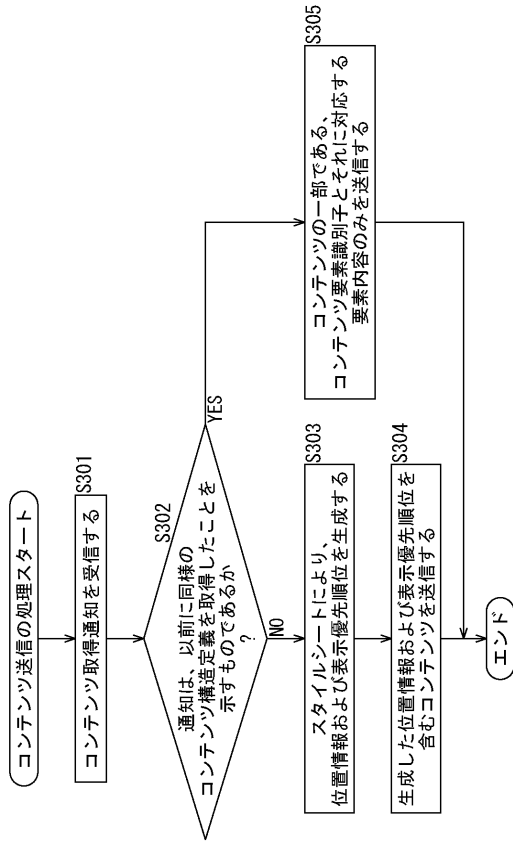 コンテンツ送信の処理スタート
S301
コンテンツ取得通知を受信する
S302
通知は、以前に同様の
コンテンツ構造定義を取得したことを
示すものであるか
?
YES
NO
S303
スタイルシートにより、
位置情報および表示優先順位を生成する
S304
生成した位置情報および表示優先順位を
含むコンテンツを送信する
S305
コンテンツの一部である、
コンテンツ要素識別子とそれに対応する
要素内容のみを送信する
エンド